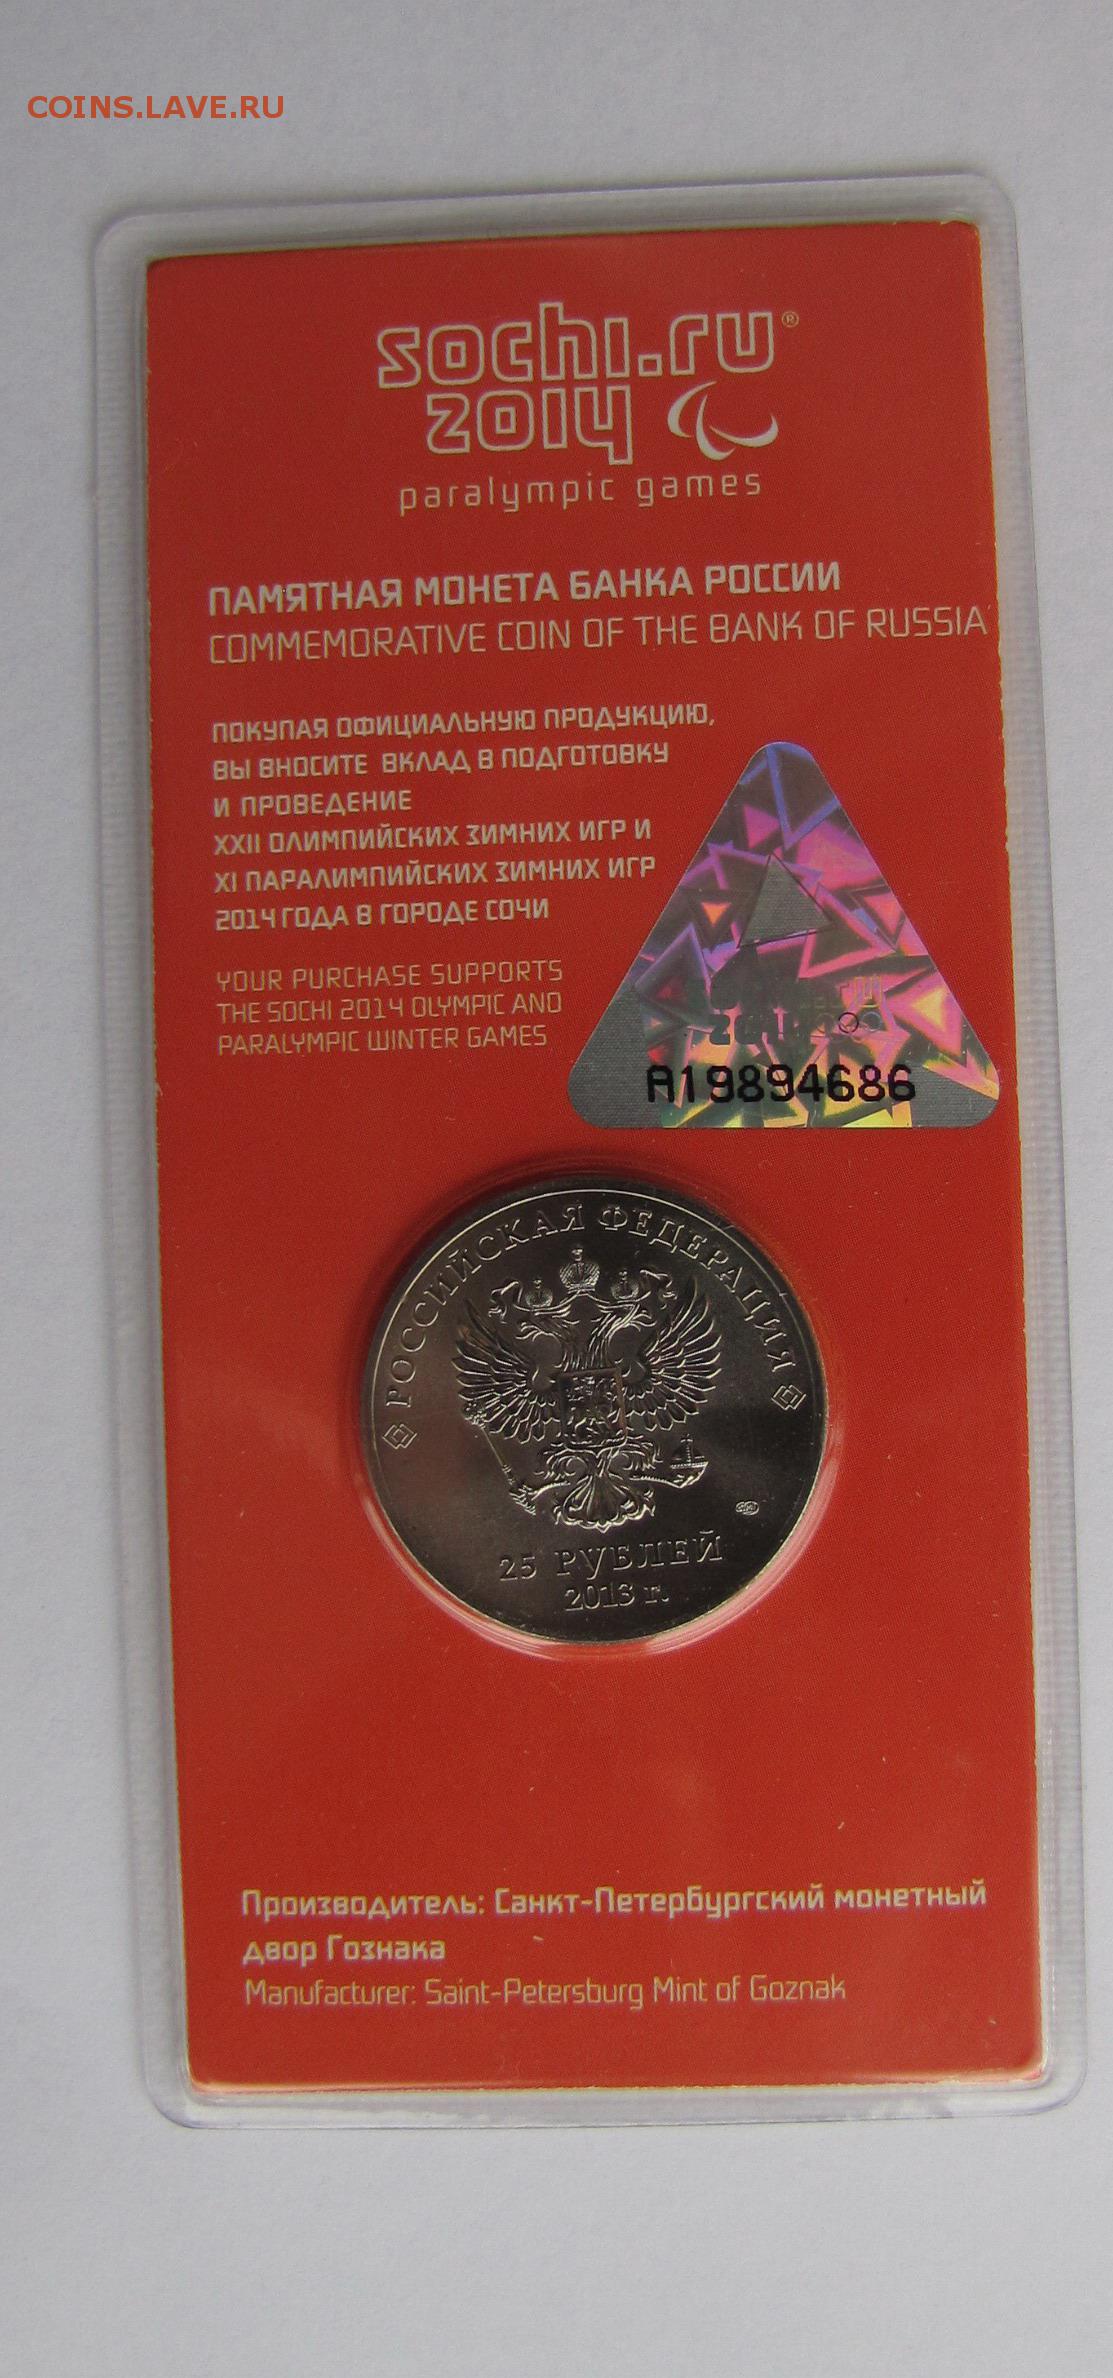 COINS.LAVE.RU
sochi.ru®
2014
paralympic games
ПАМЯТНАЯ МОНЕТА БАНКА РОССИИ
COMMEMORATIVE COIN OF THE BANK OF RUSSIA
ПОКУПАЯ ОФИЦИАЛЬНУЮ ПРОДУКЦИЮ,
ВЫ ВНОСИТЕ ВКЛАД В ПОДГОТОВКУ
И ПРОВЕДЕНИЕ
XXII ОЛИМПИЙСКИХ ЗИМНИХ ИГР И
XI ПАРАЛИМПИЙСКИХ ЗИМНИХ ИГР
2014 ГОДА В ГОРОДЕ СОЧИ
YOUR PURCHASE SUPPORTS
THE SOCHI 2014 OLYMPIC AND
PARALYMPIC WINTER GAMES
A19894686
РОССИЙСКАЯ ФЕДЕРАЦИЯ
25 РУБЛЕЙ
2013 г.
Производитель: Санкт-Петербургский монетный
двор Гознака
Manufacturer: Saint-Petersburg Mint of Goznak